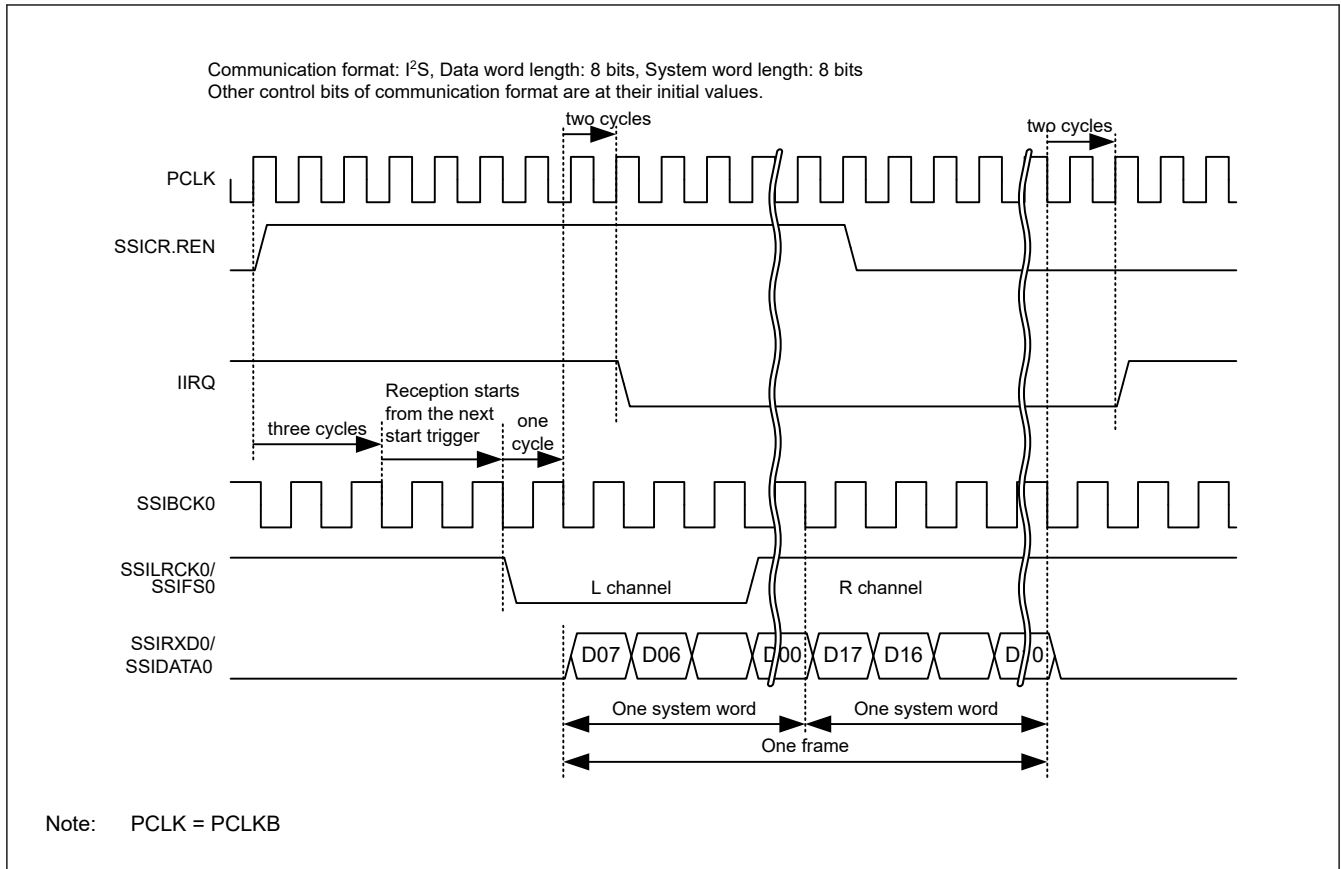 Communication format: I²S, Data word length: 8 bits, System word length: 8 bits
Other control bits of communication format are at their initial values.
two cycles
two cycles
PCLK
SSICR.REN
IIRQ
Reception starts
from the next
start trigger
three cycles
one
cycle
SSIBCK0
SSILRCK0/
SSIFS0
L channel
R channel
SSIRXD0/
SSIDATA0
D07 D06 D00 D17 D16
One system word
One system word
One frame
Note: PCLK = PCLKB